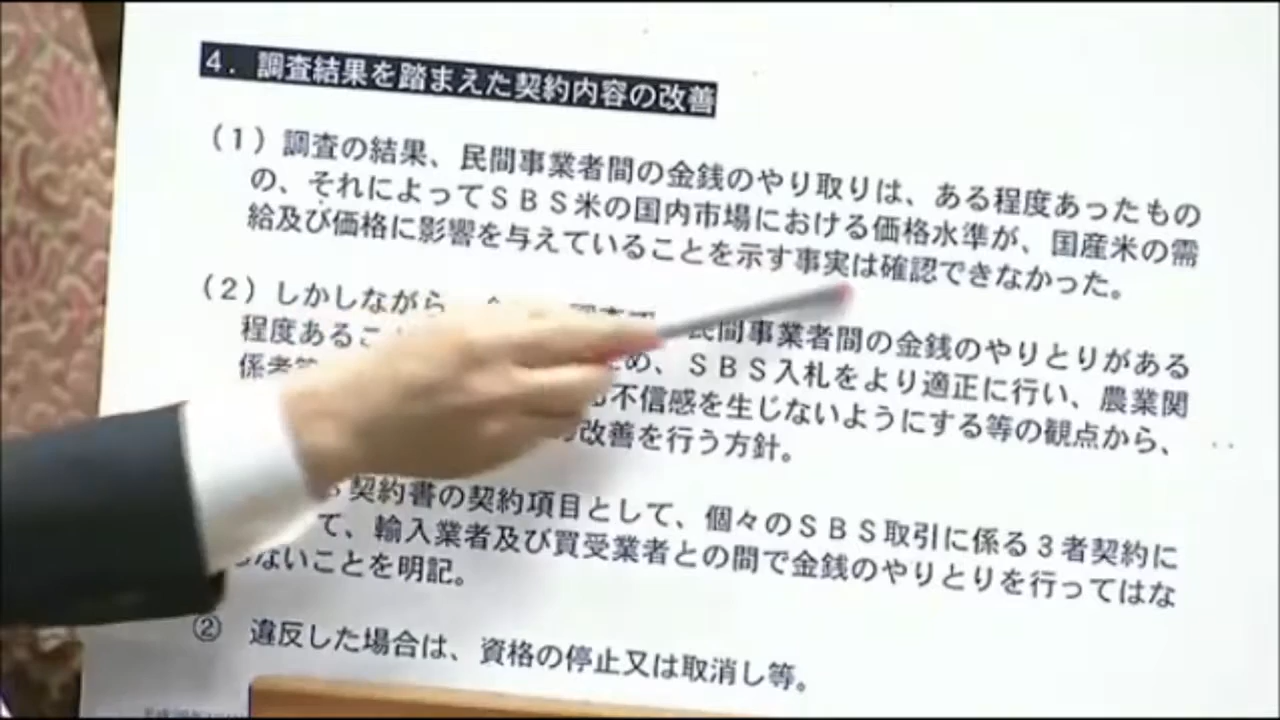 ４．調査結果を踏まえた契約内容の改善
（１）調査の結果、民間事業者間の金銭のやり取りは、ある程度あったもの
の、それによってＳＢＳ米の国内市場における価格水準が、国産米の需
給及び価格に影響を与えていることを示す事実は確認できなかった。
（２）しかしながら、 民間事業者間の金銭のやりとりがある
程度あるこ ため、ＳＢＳ入札をより適正に行い、農業関
係者等 不信感を生じないようにする等の観点から、
改善を行う方針。
契約書の契約項目として、個々のＳＢＳ取引に係る３者契約に
て、輸入業者及び買受業者との間で金銭のやりとりを行ってはな
ないことを明記。
② 違反した場合は、資格の停止又は取消し等。